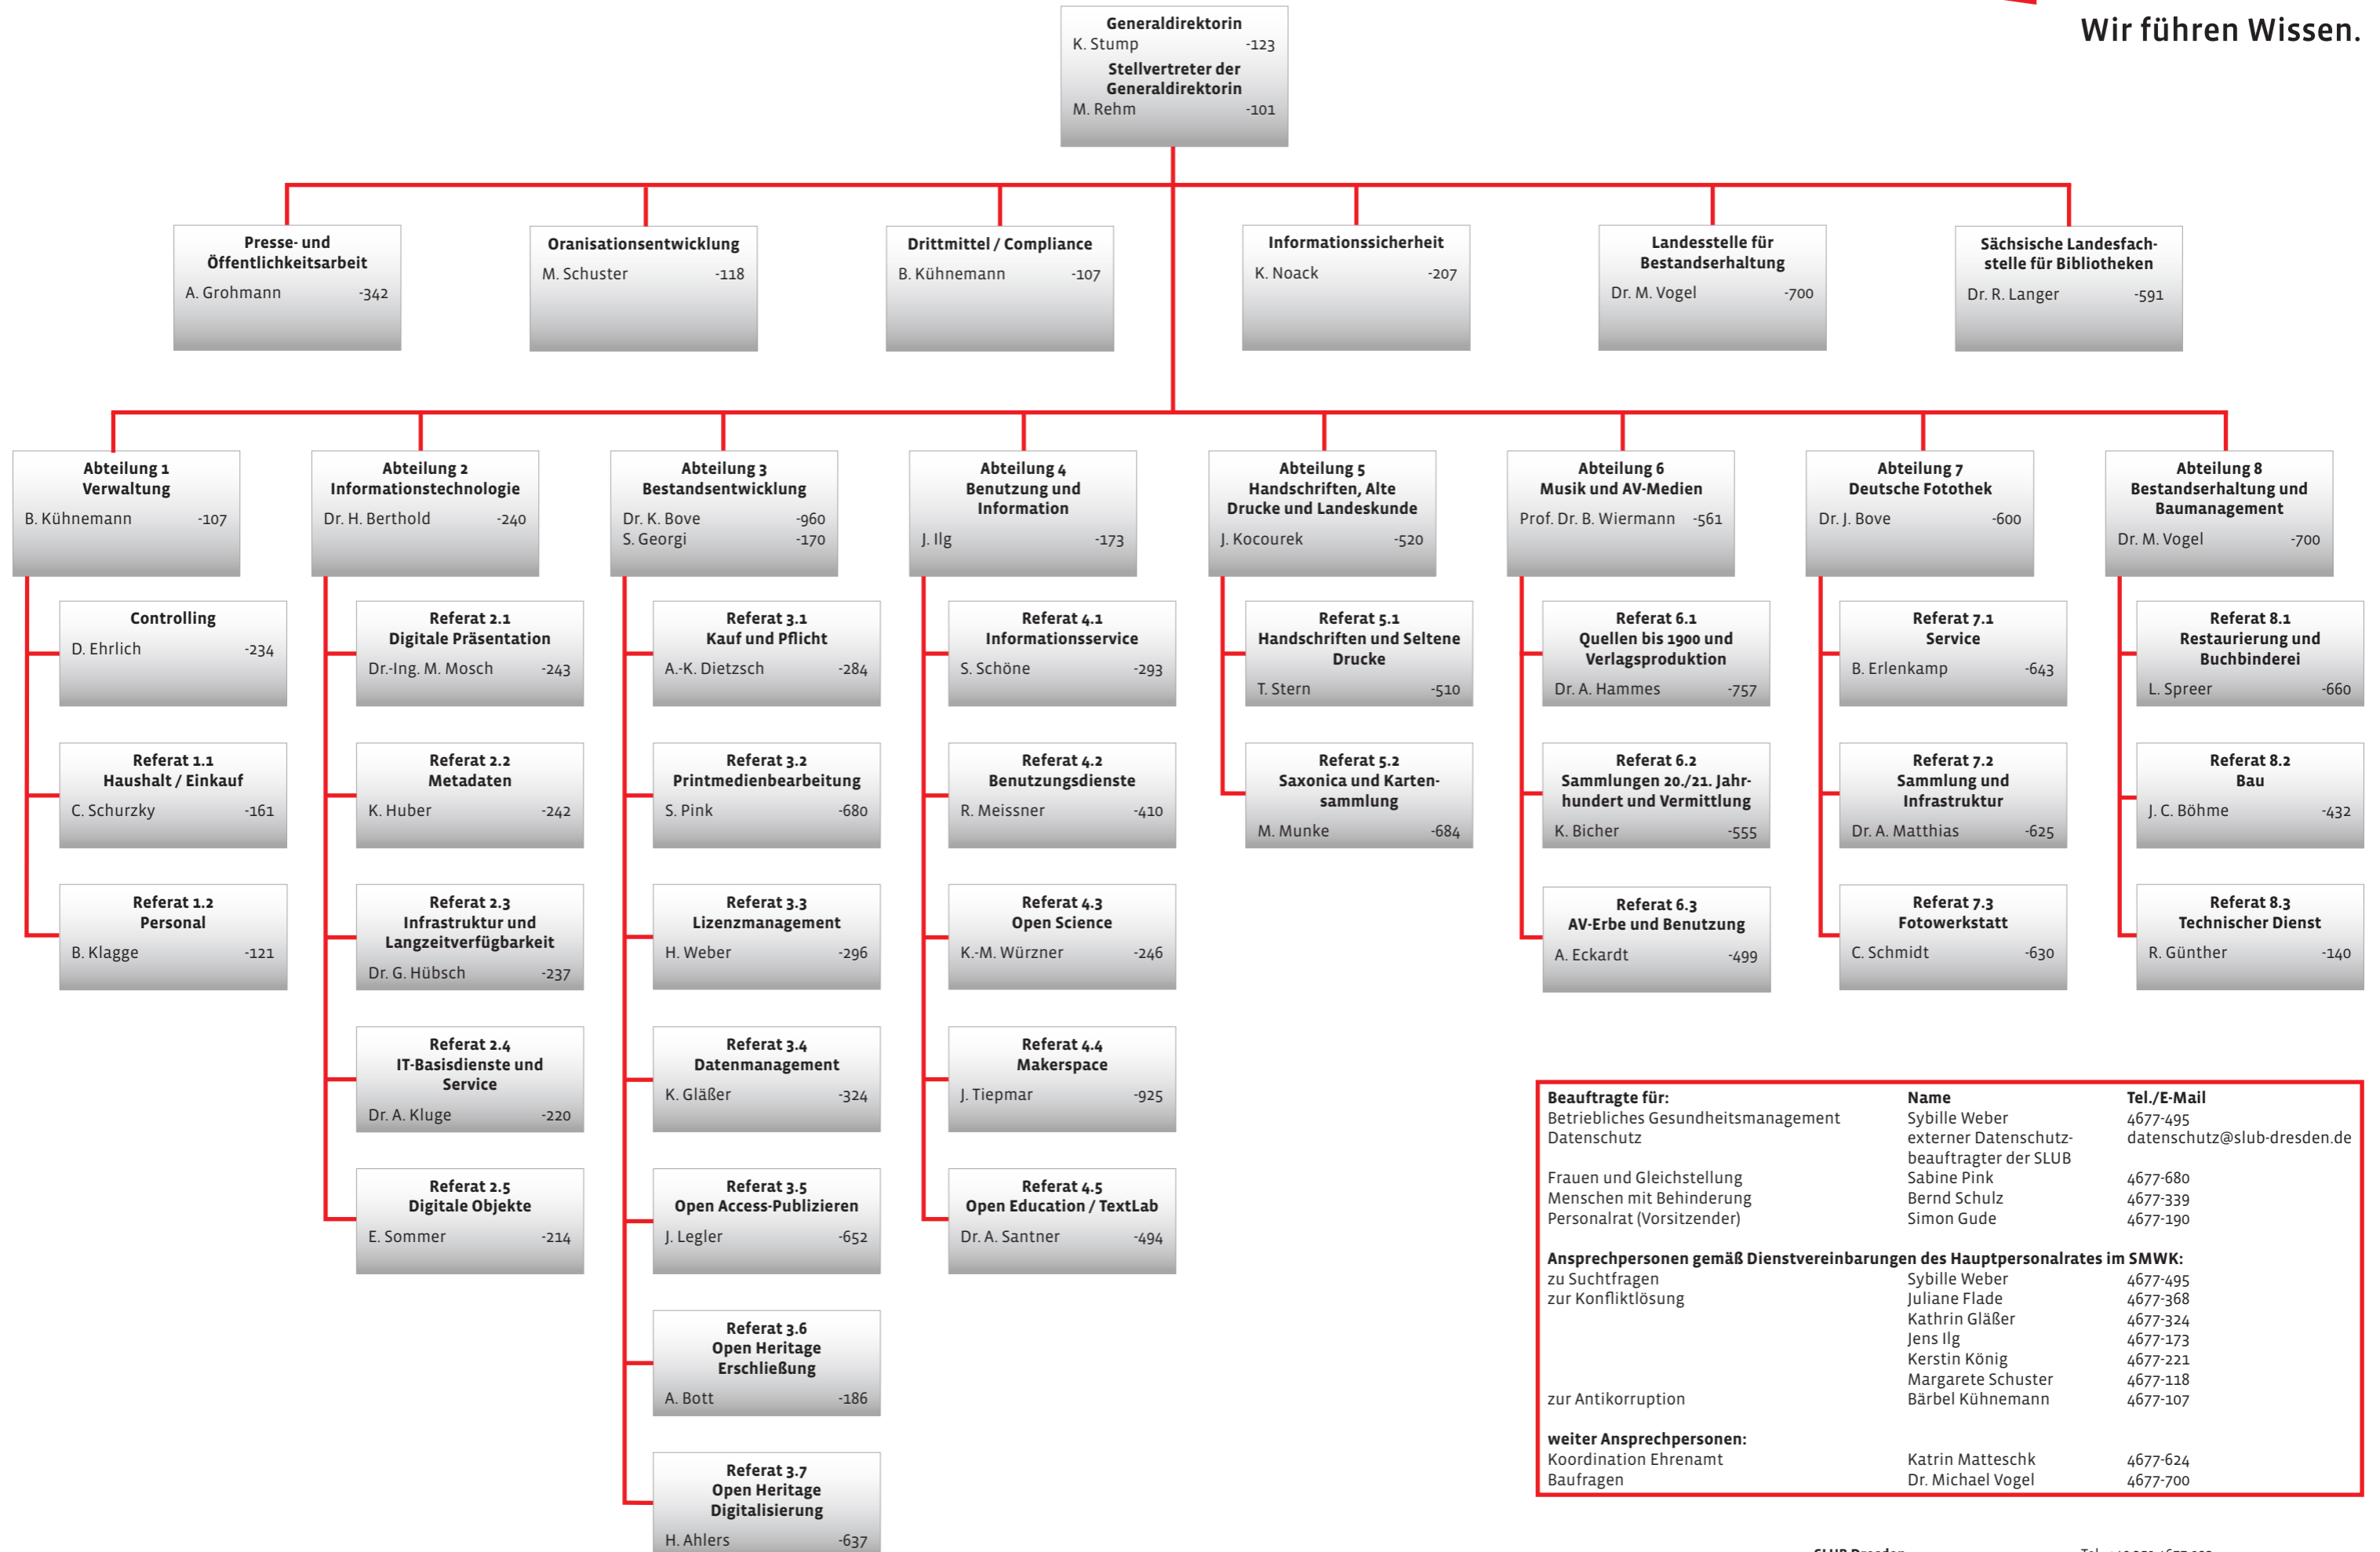 Wir führen Wissen.
Generaldirektorin
K. Stump -123
Stellvertreter der
Generaldirektorin
M. Rehm -101
Presse- und
Öffentlichkeitsarbeit
A. Grohmann -342
Oranisationsentwicklung
M. Schuster -118
Drittmittel / Compliance
B. Kühnemann -107
Informationssicherheit
K. Noack -207
Landesstelle für
Bestandserhaltung
Dr. M. Vogel -700
Sächsische Landesfach-
stelle für Bibliotheken
Dr. R. Langer -591
Abteilung 1
Verwaltung
B. Kühnemann -107
Controlling
D. Ehrlich -234
Referat 1.1
Haushalt / Einkauf
C. Schurzky -161
Referat 1.2
Personal
B. Klagge -121
Abteilung 2
Informationstechnologie
Dr. H. Berthold -240
Referat 2.1
Digitale Präsentation
Dr.-Ing. M. Mosch -243
Referat 2.2
Metadaten
K. Huber -242
Referat 2.3
Infrastruktur und
Langzeitverfügbarkeit
Dr. G. Hübsch -237
Referat 2.4
IT-Basisdienste und
Service
Dr. A. Kluge -220
Referat 2.5
Digitale Objekte
E. Sommer -214
Abteilung 3
Bestandsentwicklung
Dr. K. Bove -960
S. Georgi -170
Referat 3.1
Kauf und Pflicht
A.-K. Dietzsch -284
Referat 3.2
Printmedienbearbeitung
S. Pink -680
Referat 3.3
Lizenzmanagement
H. Weber -296
Referat 3.4
Datenmanagement
K. Gläßer -324
Referat 3.5
Open Access-Publizieren
J. Legler -652
Referat 3.6
Open Heritage
Erschließung
A. Bott -186
Referat 3.7
Open Heritage
Digitalisierung
H. Ahlers -637
Abteilung 4
Benutzung und
Information
J. Ilg -173
Referat 4.1
Informationsservice
S. Schöne -293
Referat 4.2
Benutzungsdienste
R. Meissner -410
Referat 4.3
Open Science
K.-M. Würzner -246
Referat 4.4
Makerspace
J. Tiepmar -925
Referat 4.5
Open Education / TextLab
Dr. A. Santner -494
Abteilung 5
Handschriften, Alte
Drucke und Landeskunde
J. Kocourek -520
Referat 5.1
Handschriften und Seltene
Drucke
T. Stern -510
Referat 5.2
Saxonica und Karten-
sammlung
M. Munke -684
Abteilung 6
Musik und AV-Medien
Prof. Dr. B. Wiermann -561
Referat 6.1
Quellen bis 1900 und
Verlagsproduktion
Dr. A. Hammes -757
Referat 6.2
Sammlungen 20./21. Jahr-
hundert und Vermittlung
K. Bicher -555
Referat 6.3
AV-Erbe und Benutzung
A. Eckardt -499
Abteilung 7
Deutsche Fotothek
Dr. J. Bove -600
Referat 7.1
Service
B. Erlenkamp -643
Referat 7.2
Sammlung und
Infrastruktur
Dr. A. Matthias -625
Referat 7.3
Fotowerkstatt
C. Schmidt -630
Abteilung 8
Bestandserhaltung und
Baumanagement
Dr. M. Vogel -700
Referat 8.1
Restaurierung und
Buchbinderei
L. Spreer -660
Referat 8.2
Bau
J. C. Böhme -432
Referat 8.3
Technischer Dienst
R. Günther -140
Beauftragte für: Name Tel./E-Mail
Betriebliches Gesundheitsmanagement Sybille Weber 4677-495
Datenschutz externer Datenschutz- datenschutz@slub-dresden.de
beauftragter der SLUB
Frauen und Gleichstellung Sabine Pink 4677-680
Menschen mit Behinderung Bernd Schulz 4677-339
Personalrat (Vorsitzender) Simon Gude 4677-190
Ansprechpersonen gemäß Dienstvereinbarungen des Hauptpersonalrates im SMWK:
zu Suchtfragen Sybille Weber 4677-495
zur Konfliktlösung Juliane Flade 4677-368
Kathrin Gläßer 4677-324
Jens Ilg 4677-173
Kerstin König 4677-221
Margarete Schuster 4677-118
zur Antikorruption Bärbel Kühnemann 4677-107
weiter Ansprechpersonen:
Koordination Ehrenamt Katrin Matteschk 4677-624
Baufragen Dr. Michael Vogel 4677-700